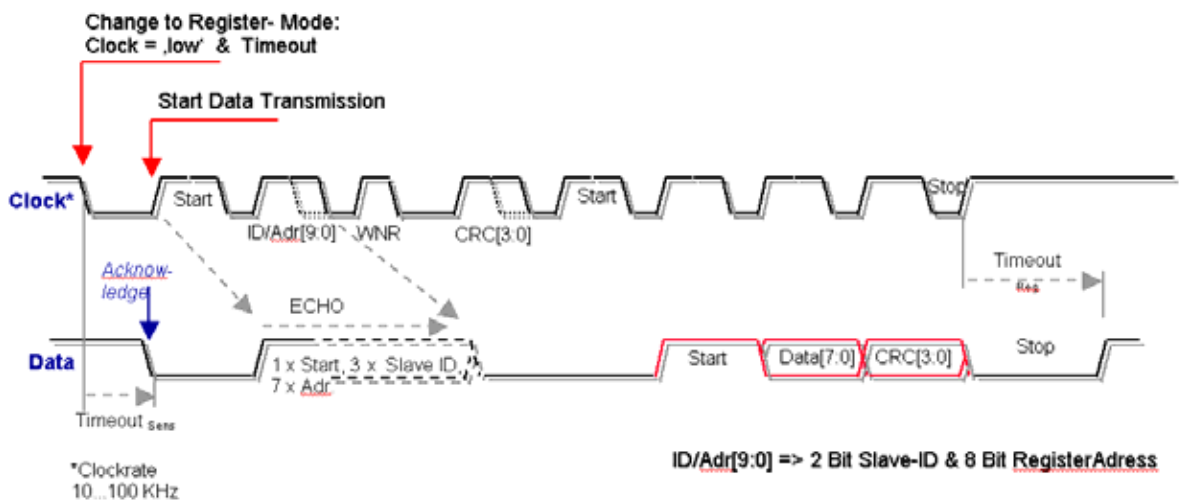 Change to Register- Mode:
Clock = ‚low‘ & Timeout
Start Data Transmission
Clock*
Start
ID/Adr[9:0]
WNR
CRC[3:0]
Start
Stop
Acknow-
ledge
ECHO
Timeout
Reg
Data
1 x Start, 3 x Slave ID,
7 x Adr
Start
Data[7:0]
CRC[3:0]
Stop
Timeout Sens
*Clockrate
10...100 KHz
ID/Adr[9:0] => 2 Bit Slave-ID & 8 Bit RegisterAdress